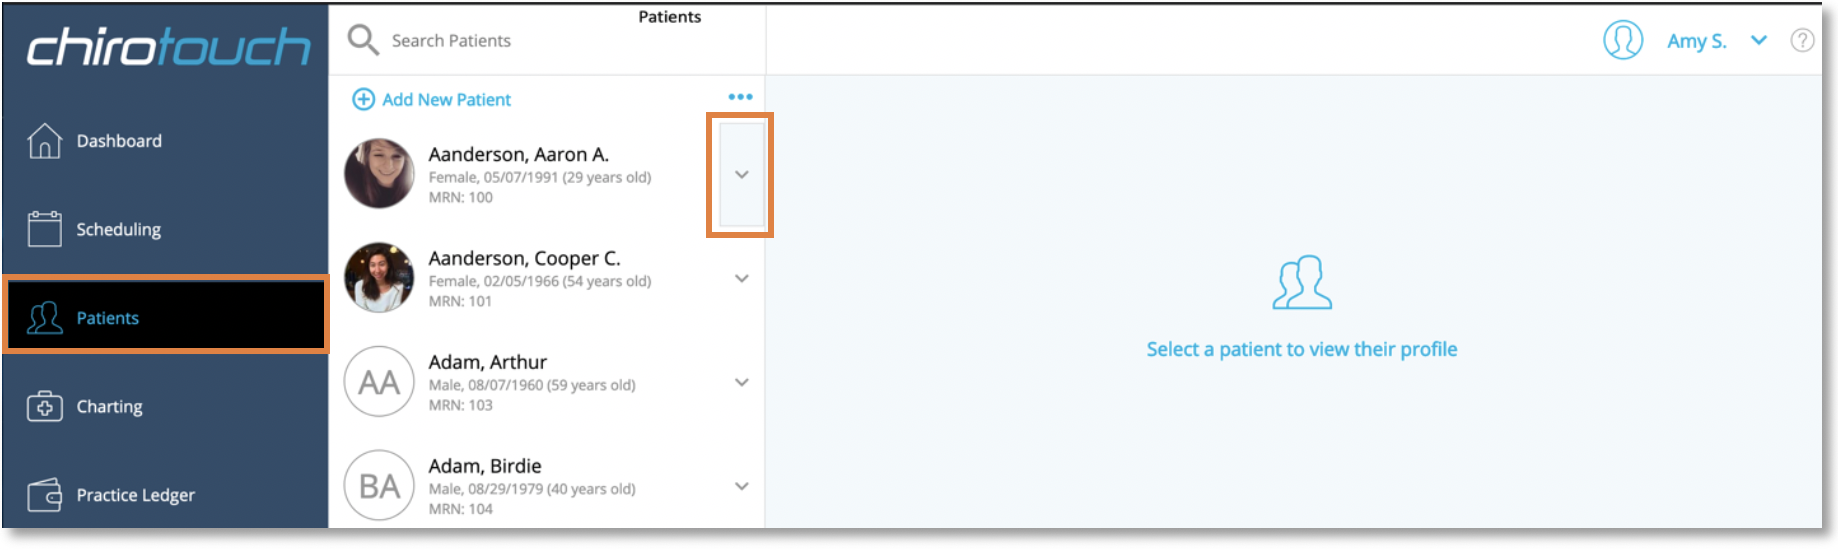 chirotouch
Dashboard
Scheduling
Patients
Charting
Practice Ledger
Patients
Search Patients
Add New Patient
Aanderson, Aaron A.
Female, 05/07/1991 (29 years old)
MRN: 100
Aanderson, Cooper C.
Female, 02/05/1966 (54 years old)
MRN: 101
AA
Adam, Arthur
Male, 08/07/1960 (59 years old)
MRN: 103
BA
Adam, Birdie
Male, 08/29/1979 (40 years old)
MRN: 104
Amy S.
?
Select a patient to view their profile